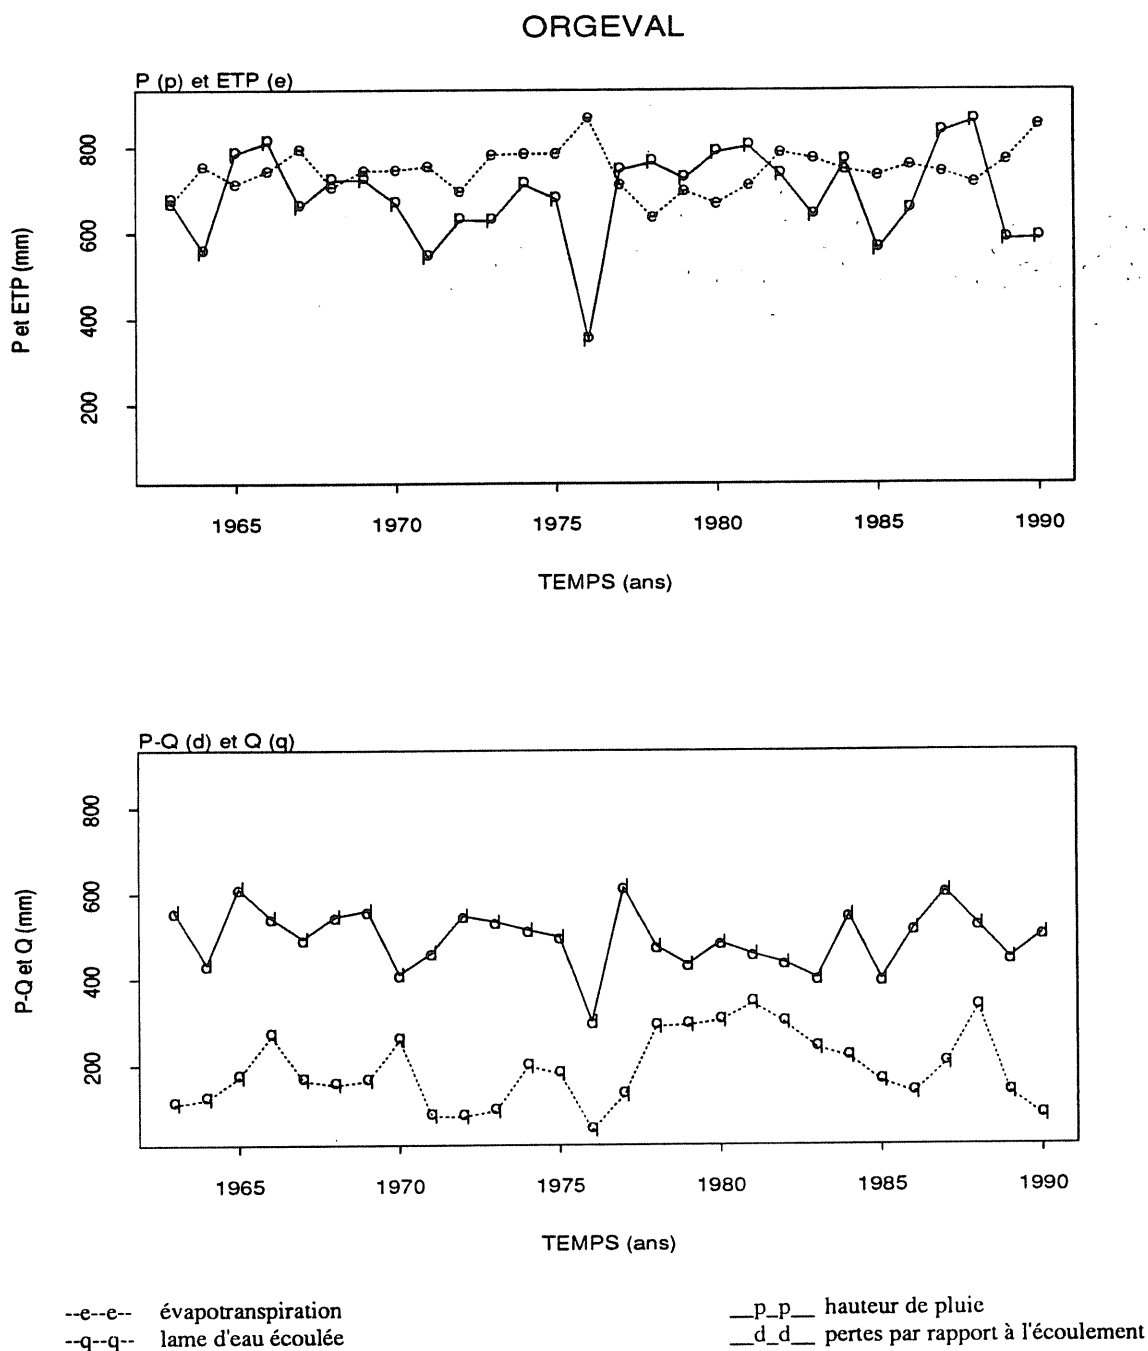 ORGEVAL
P (p) et ETP (e)
P et ETP (mm)
800
600
400
200
1965 1970 1975 1980 1985 1990
TEMPS (ans)
P-Q (d) et Q (q)
P-Q et Q (mm)
800
600
400
200
1965 1970 1975 1980 1985 1990
TEMPS (ans)
--e--e-- évapotranspiration __p_p__ hauteur de pluie
--q--q-- lame d'eau écoulée __d_d__ pertes par rapport à l'écoulement